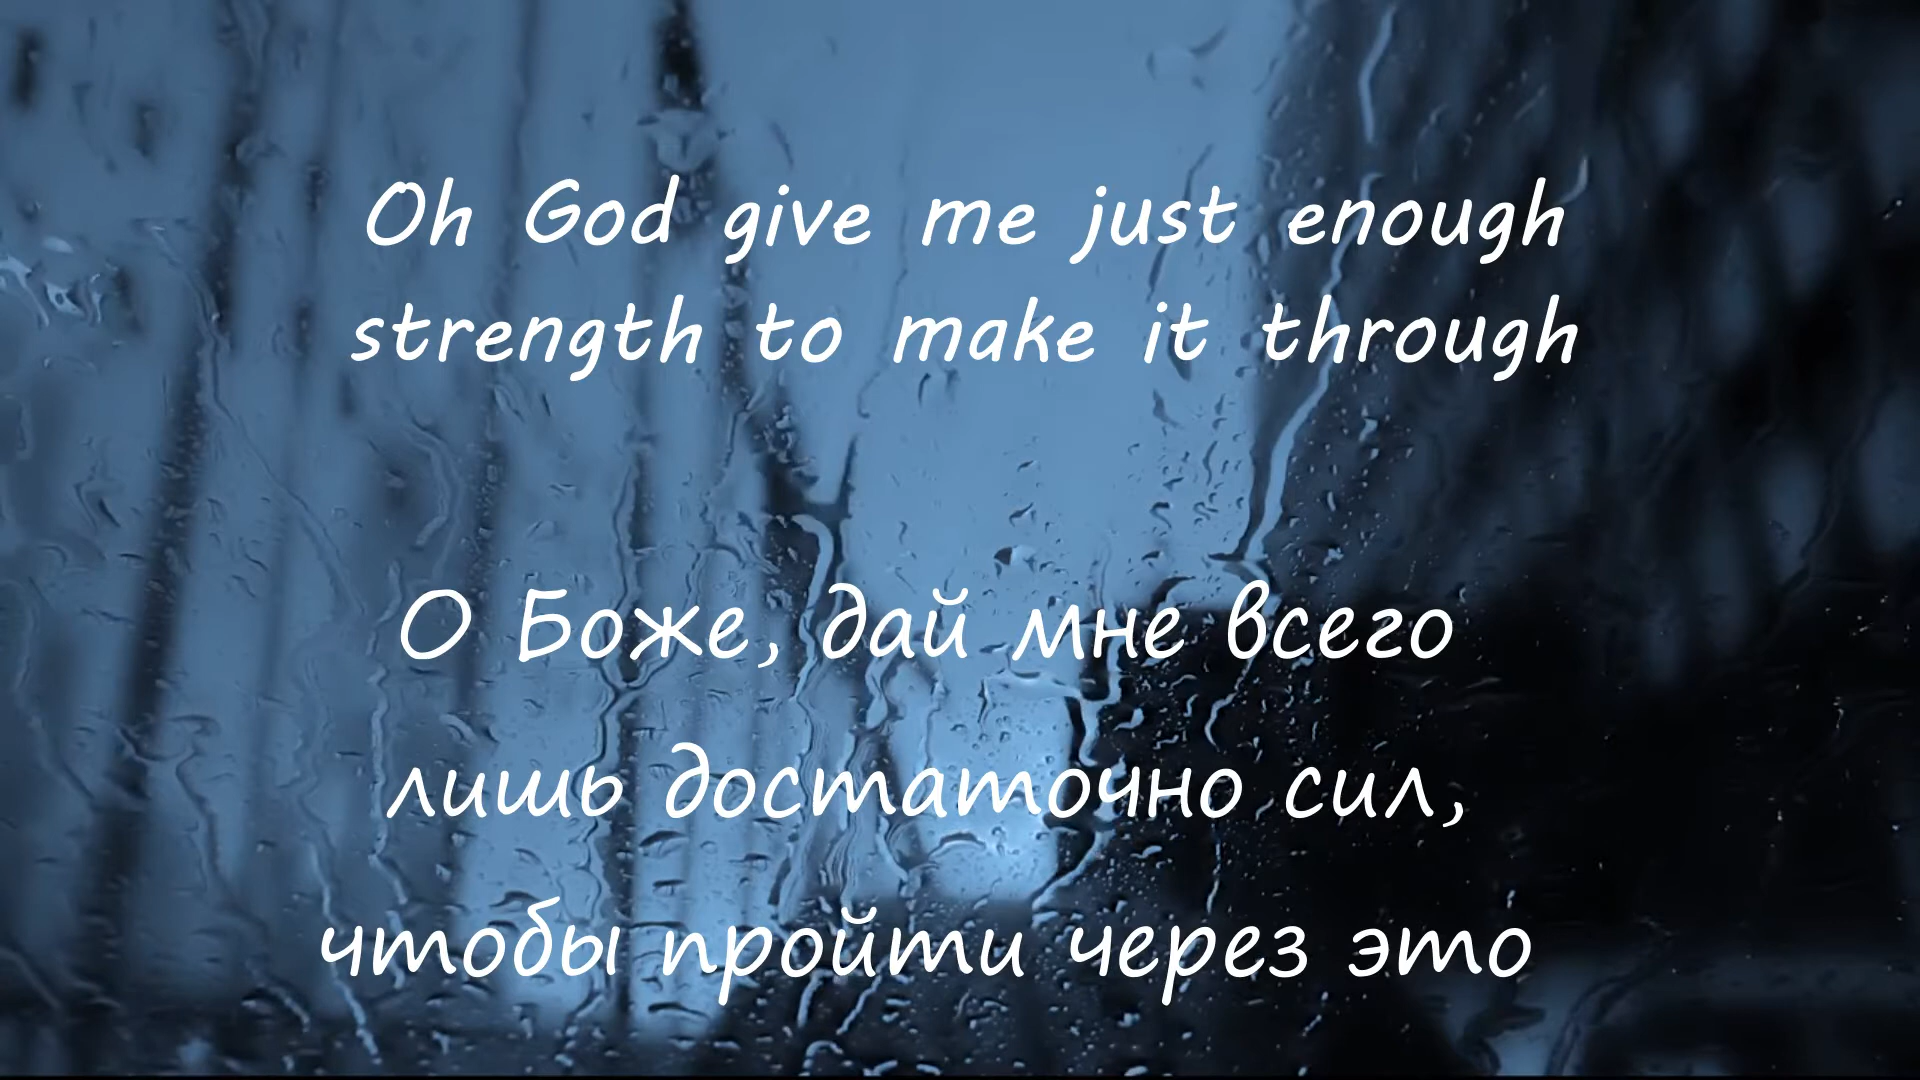 Oh God give me just enough
strength to make it through
О Боже, дай мне всего
лишь достаточно сил,
чтобы пройти через это